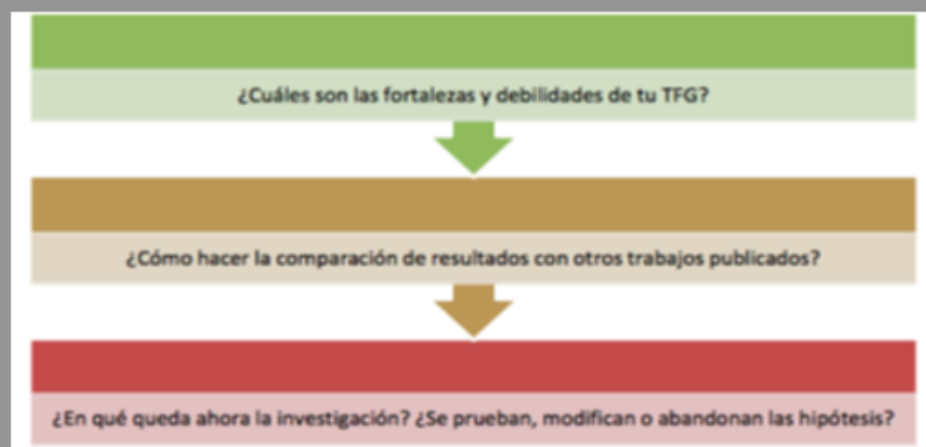 ¿Cuáles son las fortalezas y debilidades de tu TFG?
¿Cómo hacer la comparación de resultados con otros trabajos publicados?
¿En qué queda ahora la investigación? ¿Se prueban, modifican o abandonan las hipótesis?